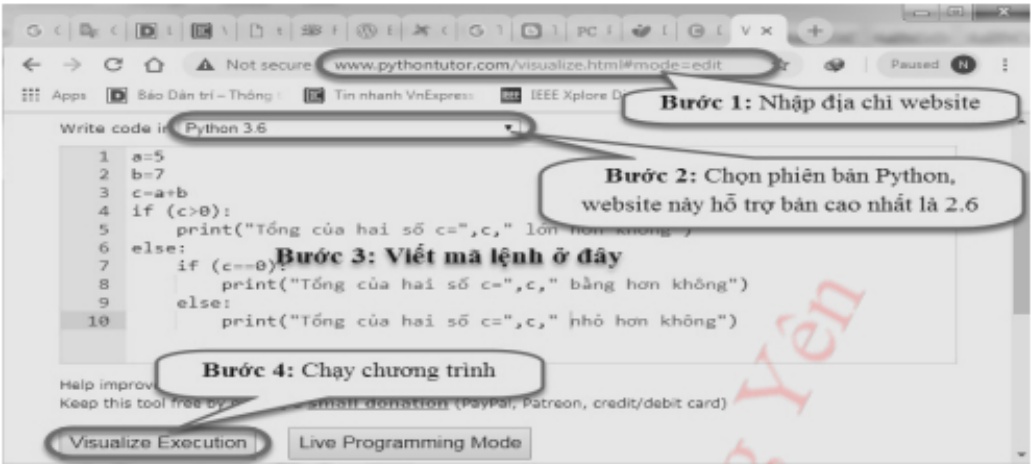 Not secure www.pythontutor.com/visualize.html#mode=edit Paused N
Apps Báo Dân trí – Thông Tin nhanh VnExpress IEEE Xplore
Bước 1: Nhập địa chỉ website
Write code in Python 3.6
Bước 2: Chọn phiên bản Python,
website này hỗ trợ bản cao nhất là 2.6
1 a=5
2 b=7
3 c=a+b
4 if (c>0):
5 print("Tổng của hai số c=",c," lớn hơn không")
6 else:
Bước 3: Viết mã lệnh ở đây
7 if (c==0):
8 print("Tổng của hai số c=",c," bằng hơn không")
9 else:
10 print("Tổng của hai số c=",c," nhỏ hơn không")
Bước 4: Chạy chương trình
Help
Keep this tool free by small donation (PayPal, Patreon, credit/debit card)
Visualize Execution Live Programming Mode
Yên